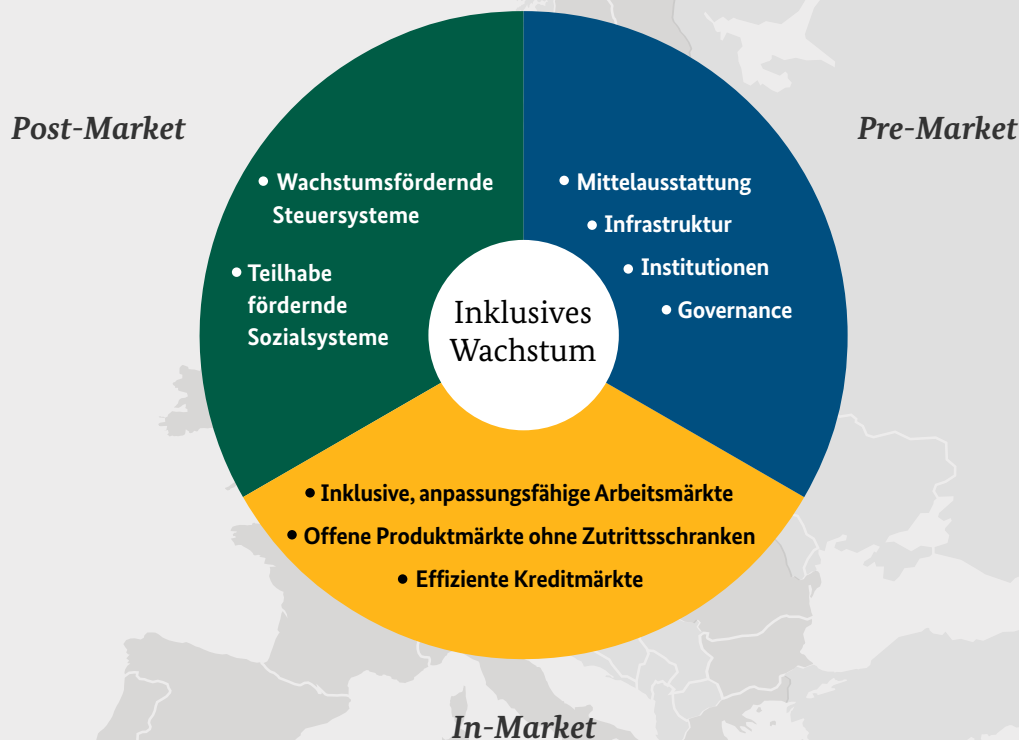 Post-Market
Pre-Market
• Wachstumsfördernde
Steuersysteme
• Teilhabe
fördernde
Sozialsysteme
• Mittelausstattung
• Infrastruktur
• Institutionen
• Governance
Inklusives
Wachstum
• Inklusive, anpassungsfähige Arbeitsmärkte
• Offene Produktmärkte ohne Zutrittsschranken
• Effiziente Kreditmärkte
In-Market